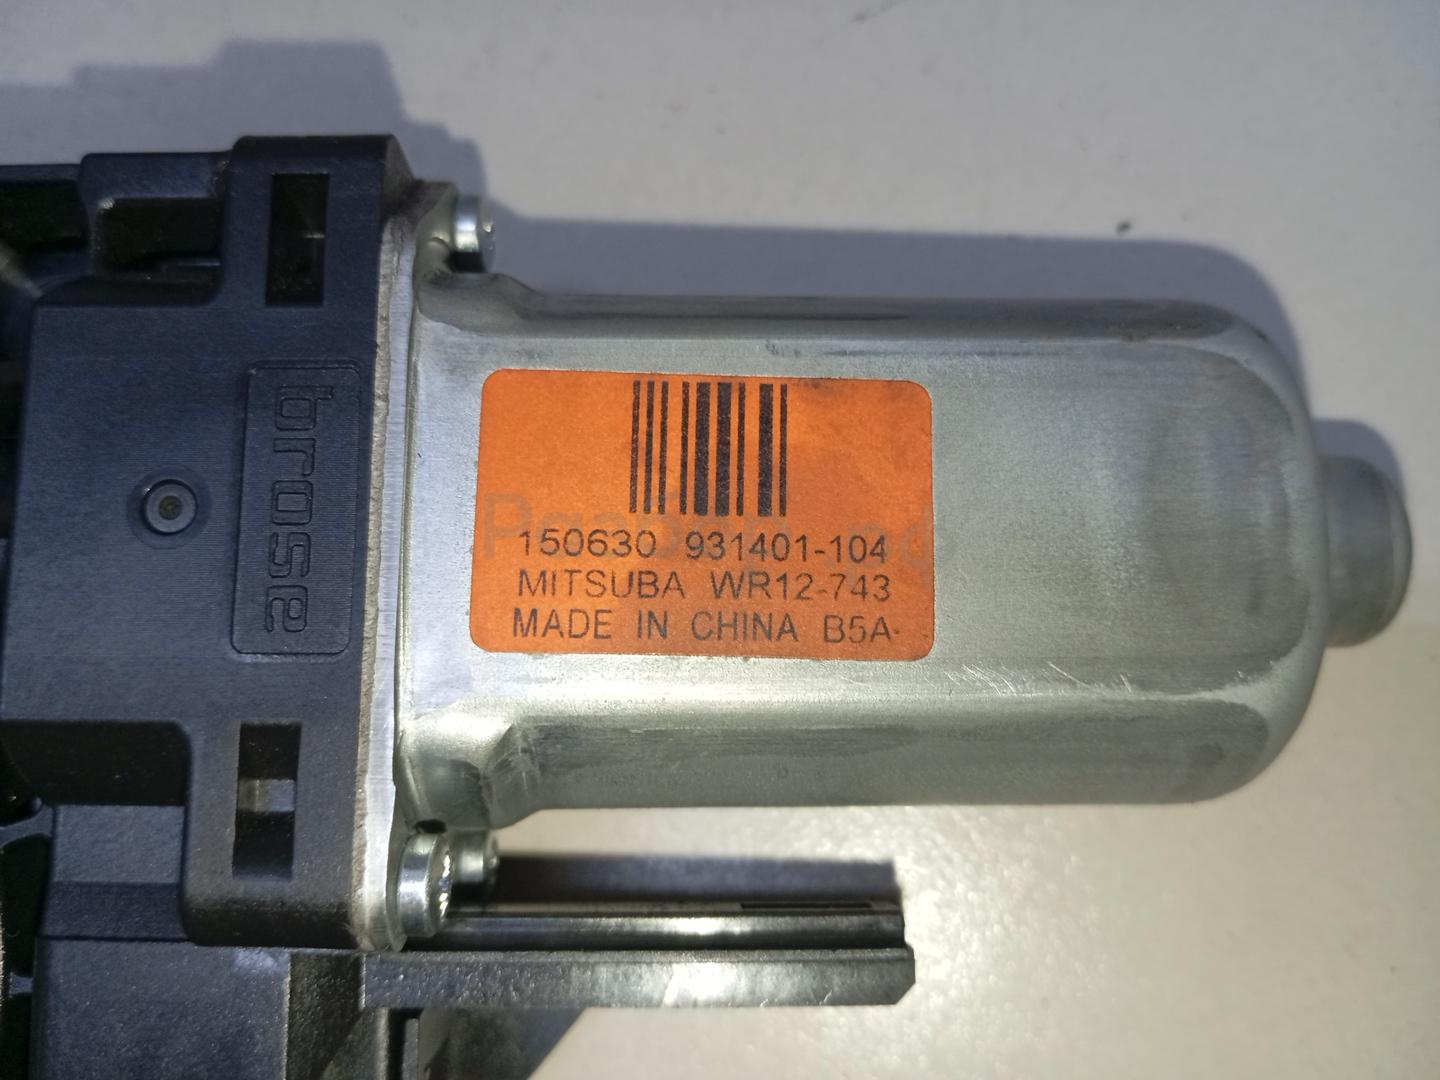 brose
150630 931401-104
MITSUBA WR12-743
MADE IN CHINA B5A